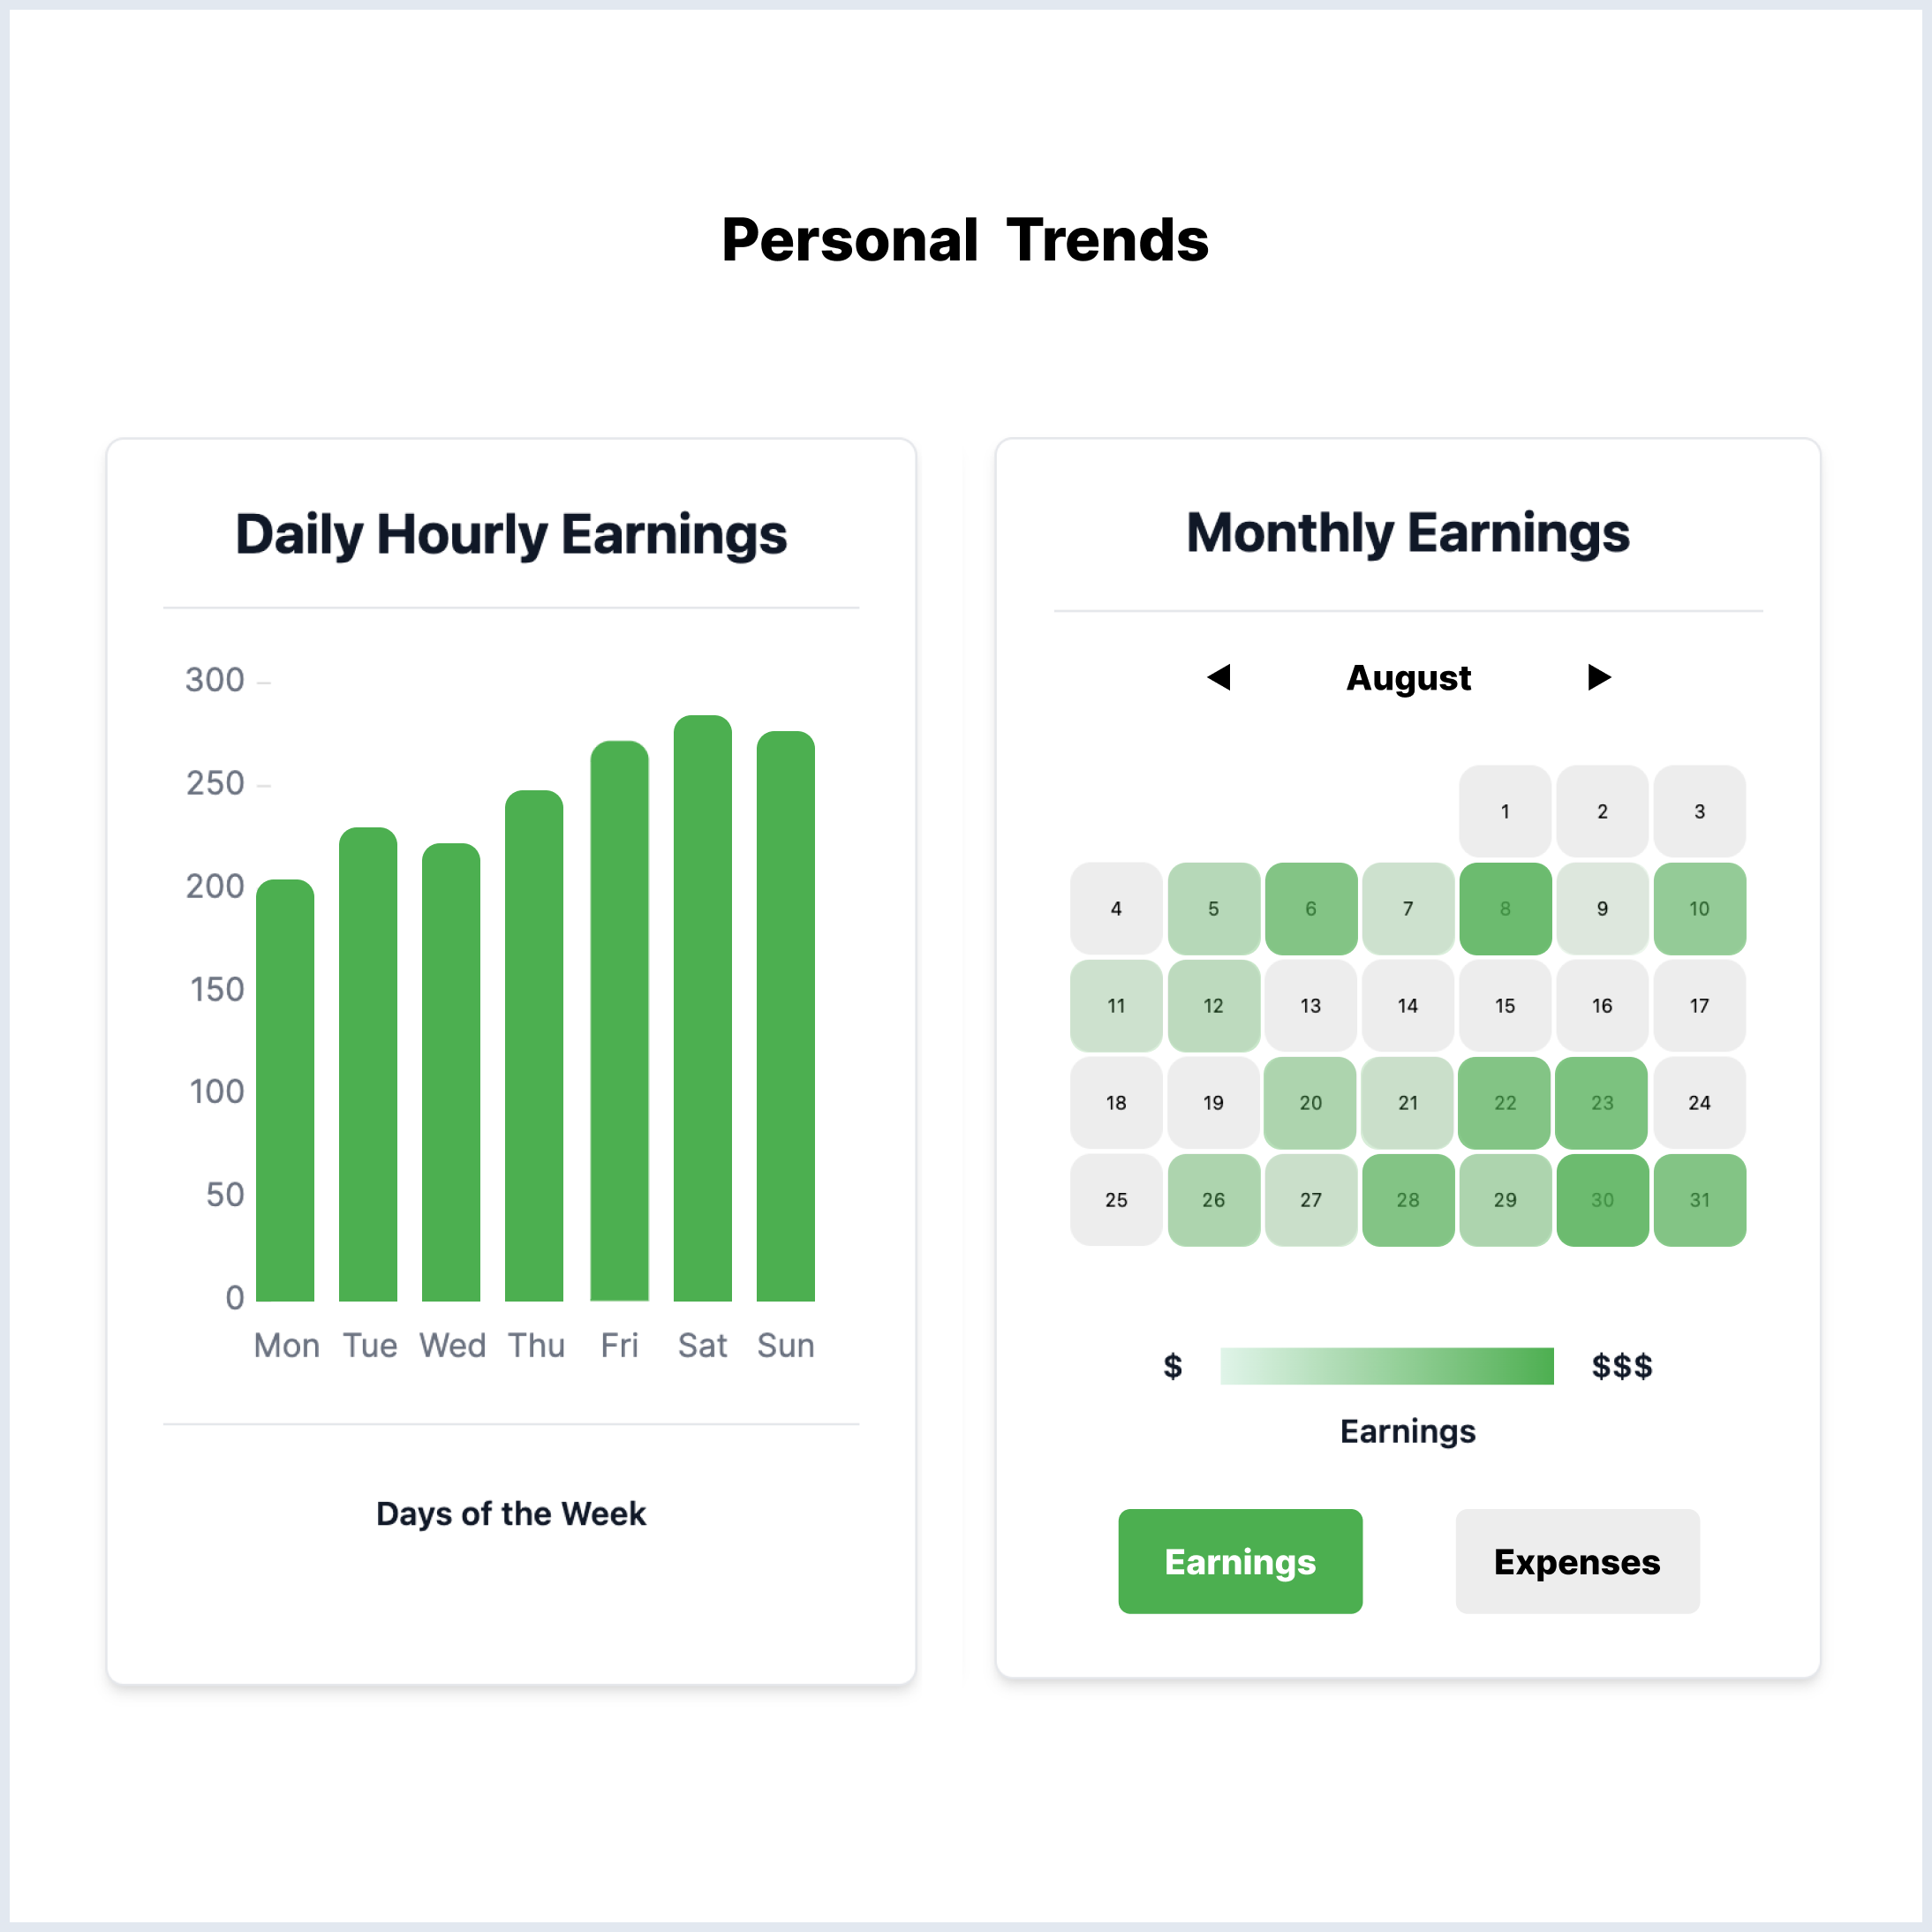 Personal Trends
Daily Hourly Earnings
300
250
200
150
100
50
0
Mon Tue Wed Thu Fri Sat Sun
Days of the Week
Monthly Earnings
◀ August ▶
1 2 3
4 5 6 7 8 9 10
11 12 13 14 15 16 17
18 19 20 21 22 23 24
25 26 27 28 29 30 31
$ $$$
Earnings
Earnings Expenses